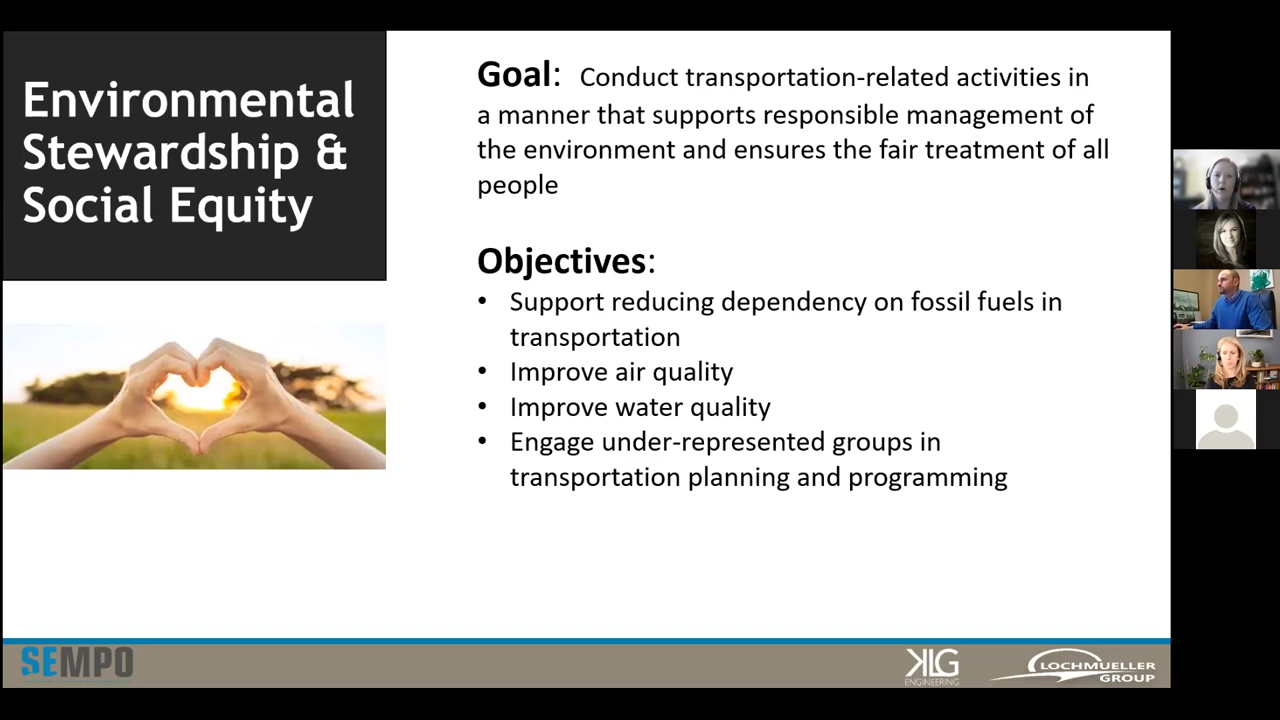 Environmental
Stewardship &
Social Equity
Goal: Conduct transportation-related activities in
a manner that supports responsible management of
the environment and ensures the fair treatment of all
people
Objectives:
• Support reducing dependency on fossil fuels in
transportation
• Improve air quality
• Improve water quality
• Engage under-represented groups in
transportation planning and programming
SEMPO
KLG
ENGINEERING
LOCHMUELLER
GROUP